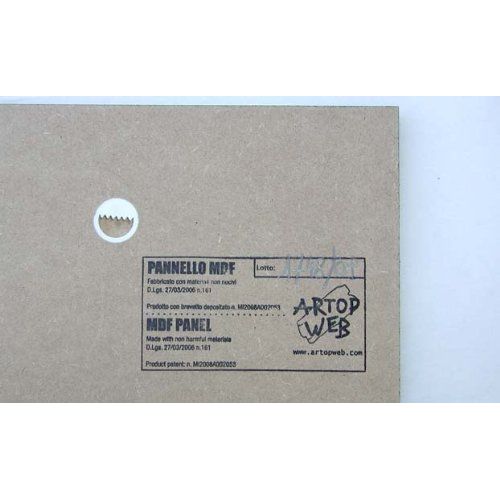 PANNELLO MDF
Fabbricato con materiali non nocivi
D.Lgs. 27/03/2006 n.161
Prodotto con brevetto depositato n. MI2008A002053
MDF PANEL
Made with non harmful materials
D.Lgs. 27/03/2006 n.161
Product patent: n. MI2008A002053
Lotto:
ARTOP
WEB
www.artopweb.com